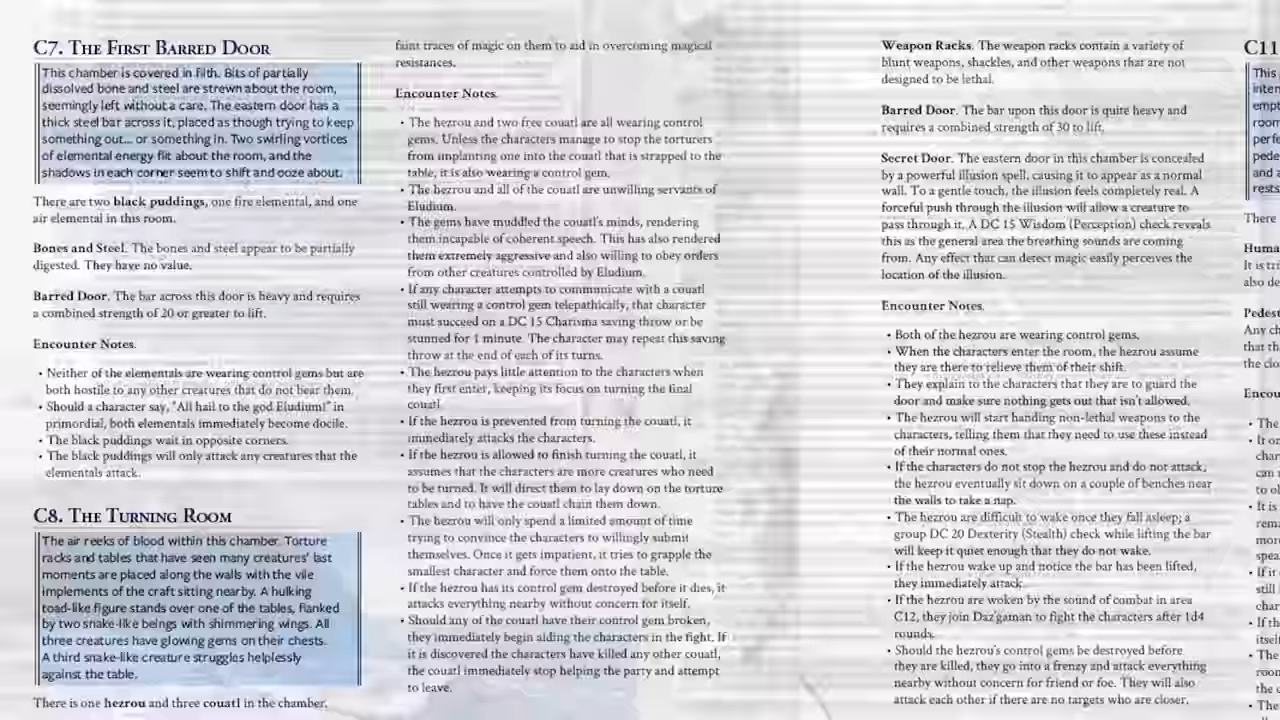 C7. The First Barred Door
This chamber is covered in filth. Bits of partially
dissolved bone and steel are strewn about the room,
seemingly left without a care. The eastern door has a
thick steel bar across it, placed as though trying to keep
something out... or something in. Two swirling vortices
of elemental energy flit about the room, and the
shadows in each corner seem to shift and ooze about.
There are two black puddings, one fire elemental, and one
air elemental in this room.
Bones and Steel. The bones and steel appear to be partially
digested. They have no value.
Barred Door. The bar across this door is heavy and requires
a combined strength of 20 or greater to lift.
Encounter Notes.
• Neither of the elementals are wearing control gems but are
both hostile to any other creatures that do not bear them.
• Should a character say, "All hail to the god Eludium!" in
primordial, both elementals immediately become docile.
• The black puddings wait in opposite corners.
• The black puddings will only attack any creatures that the
elementals attack.
C8. The Turning Room
The air reeks of blood within this chamber. Torture
racks and tables that have seen many creatures' last
moments are placed along the walls with the vile
implements of the craft sitting nearby. A hulking
toad-like figure stands over one of the tables, flanked
by two snake-like beings with shimmering wings. All
three creatures have glowing gems on their chests.
A third snake-like creature struggles helplessly
against the table.
There is one hezrou and three couatl in the chamber.
faint traces of magic on them to aid in overcoming magical
resistances.
Encounter Notes.
• The hezrou and two free couatl are all wearing control
gems. Unless the characters manage to stop the torturers
from implanting one into the couatl that is strapped to the
table, it is also wearing a control gem.
• The hezrou and all of the couatl are unwilling servants of
Eludium.
• The gems have muddled the couatl's minds, rendering
them incapable of coherent speech. This has also rendered
them extremely aggressive and also willing to obey orders
from other creatures controlled by Eludium.
• If any character attempts to communicate with a couatl
still wearing a control gem telepathically, that character
must succeed on a DC 15 Charisma saving throw or be
stunned for 1 minute. The character may repeat this saving
throw at the end of each of its turns.
• The hezrou pays little attention to the characters when
they first enter, keeping its focus on turning the final
couatl.
• If the hezrou is prevented from turning the couatl, it
immediately attacks the characters.
• If the hezrou is allowed to finish turning the couatl, it
assumes that the characters are more creatures who need
to be turned. It will direct them to lay down on the torture
tables and to have the couatl chain them down.
• The hezrou will only spend a limited amount of time
trying to convince the characters to willingly submit
themselves. Once it gets impatient, it tries to grapple the
smallest character and force them onto the table.
• If the hezrou has its control gem destroyed before it dies, it
attacks everything nearby without concern for itself.
• Should any of the couatl have their control gem broken,
they immediately begin aiding the characters in the fight. If
it is discovered the characters have killed any other couatl,
the couatl immediately stop helping the party and attempt
to leave.
Weapon Racks. The weapon racks contain a variety of
blunt weapons, shackles, and other weapons that are not
designed to be lethal.
Barred Door. The bar upon this door is quite heavy and
requires a combined strength of 30 to lift.
Secret Door. The eastern door in this chamber is concealed
by a powerful illusion spell, causing it to appear as a normal
wall. To a gentle touch, the illusion feels completely real. A
forceful push through the illusion will allow a creature to
pass through it. A DC 15 Wisdom (Perception) check reveals
this as the general area the breathing sounds are coming
from. Any effect that can detect magic easily perceives the
location of the illusion.
Encounter Notes.
• Both of the hezrou are wearing control gems.
• When the characters enter the room, the hezrou assume
they are there to relieve them of their shift.
• They explain to the characters that they are to guard the
door and make sure nothing gets out that isn't allowed.
• The hezrou will start handing non-lethal weapons to the
characters, telling them that they need to use these instead
of their normal ones.
• If the characters do not stop the hezrou and do not attack,
the hezrou eventually sit down on a couple of benches near
the walls to take a nap.
• The hezrou are difficult to wake once they fall asleep; a
group DC 20 Dexterity (Stealth) check while lifting the bar
will keep it quiet enough that they do not wake.
• If the hezrou wake up and notice the bar has been lifted,
they immediately attack.
• If the hezrou are woken by the sound of combat in area
C12, they join Daz'gaman to fight the characters after 1d4
rounds.
• Should the hezrou's control gems be destroyed before
they are killed, they go into a frenzy and attack everything
nearby without concern for friend or foe. They will also
attack each other if there are no targets who are closer.
C11
This
room
There
It is
also de
Any ch
that th
the clo
• The
• It on
• It is
• If it
still
• If th
itself
• The
room
the
• The